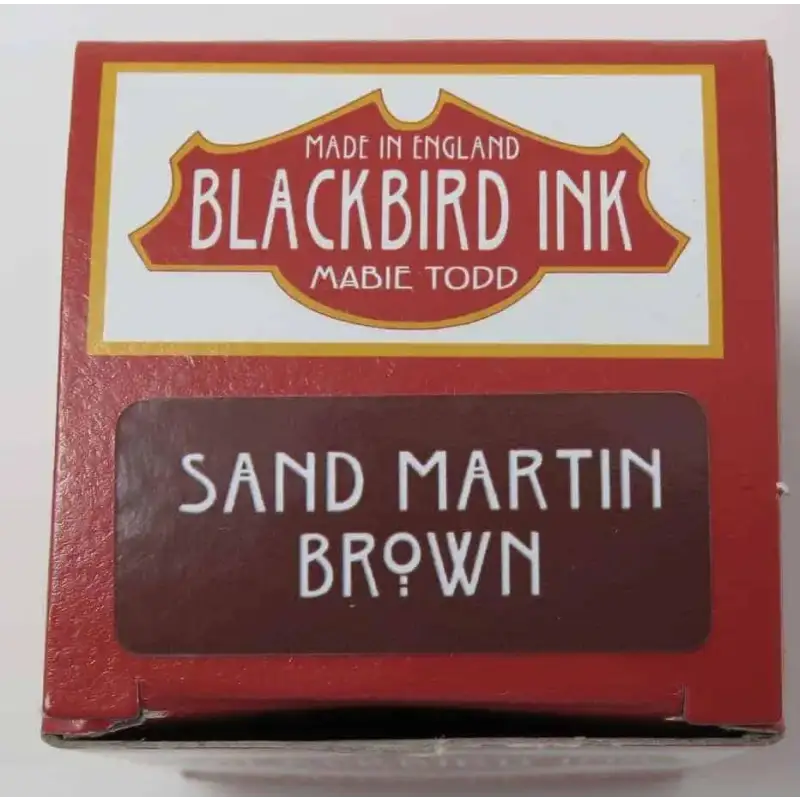 MADE IN ENGLAND
BLACKBIRD INK
MABIE TODD
SAND MARTIN
BROWN